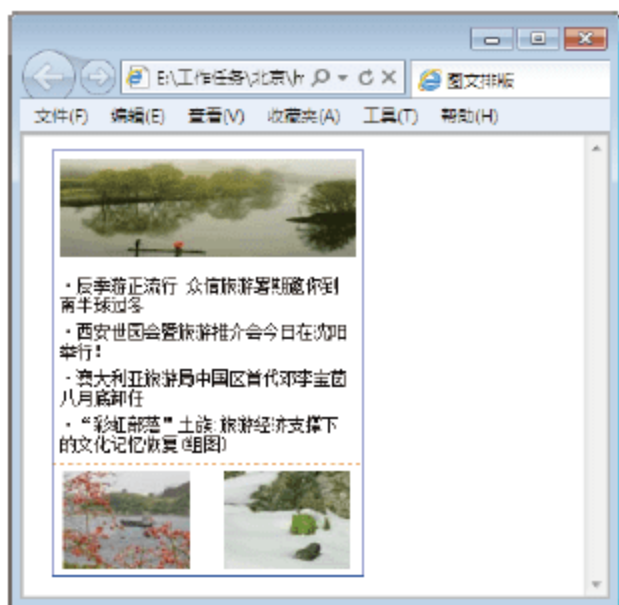 E:\工作任务\北京\h
图文排版
文件(F) 编辑(E) 查看(V) 收藏夹(A) 工具(T) 帮助(H)
·反季游正流行 众信旅游暑期邀你到
南半球过冬
·西安世园会暨旅游推介会今日在沈阳
举行!
·澳大利亚旅游局中国区首代邓李宝茵
八月底卸任
·“彩虹部落”土族:旅游经济支撑下
的文化记忆恢复(组图)